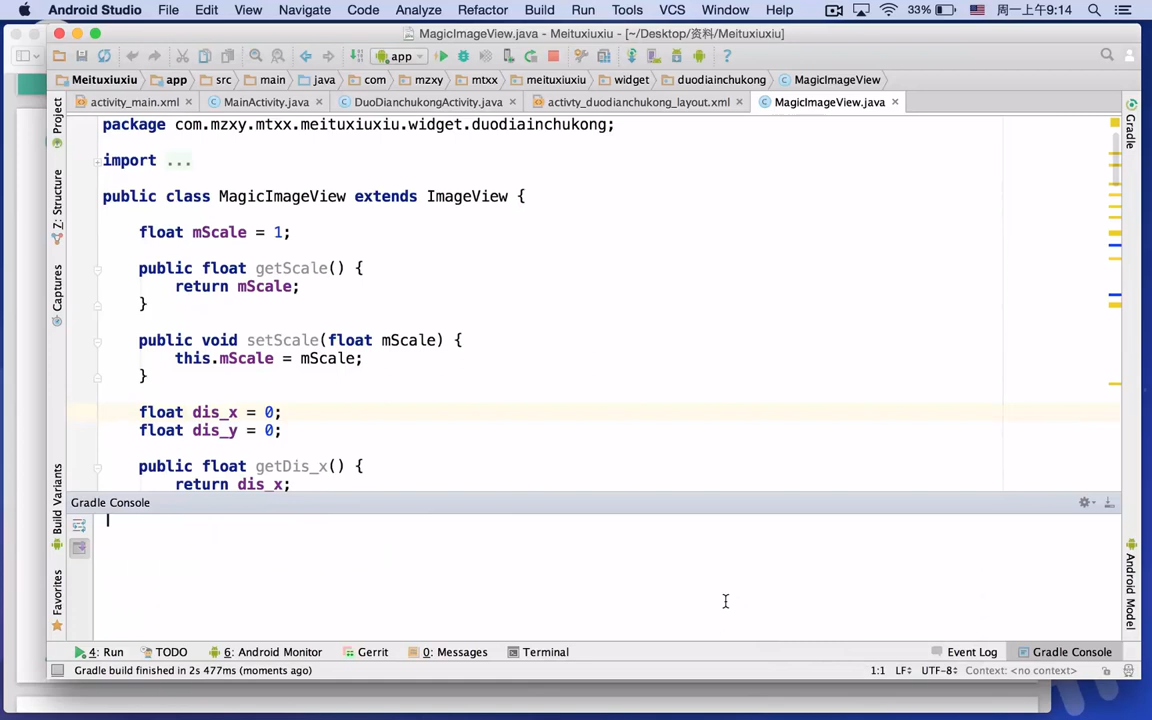 Android Studio File Edit View Navigate Code Analyze Refactor Build Run Tools VCS Window Help 33% 周一上午9:14
MagicImageView.java - Meituxiuxiu - [~/Desktop/资料/Meituxiuxiu]
app
Meituxiuxiu app src main java com mzxy mtxx meituxiuxiu widget duodianchukong MagicImageView
activity_main.xml MainActivity.java DuoDianchukongActivity.java activty_duodianchukong_layout.xml MagicImageView.java
Project
Z: Structure
Captures
Build Variants
Favorites
package com.mzxy.mtxx.meituxiuxiu.widget.duodianchukong;
import ...
public class MagicImageView extends ImageView {
float mScale = 1;
public float getScale() {
return mScale;
}
public void setScale(float mScale) {
this.mScale = mScale;
}
float dis_x = 0;
float dis_y = 0;
public float getDis_x() {
return dis_x;
Gradle
Android Model
Gradle Console
4: Run TODO 6: Android Monitor Gerrit 0: Messages Terminal Event Log Gradle Console
Gradle build finished in 2s 477ms (moments ago) 1:1 LF UTF-8 Context: <no context>